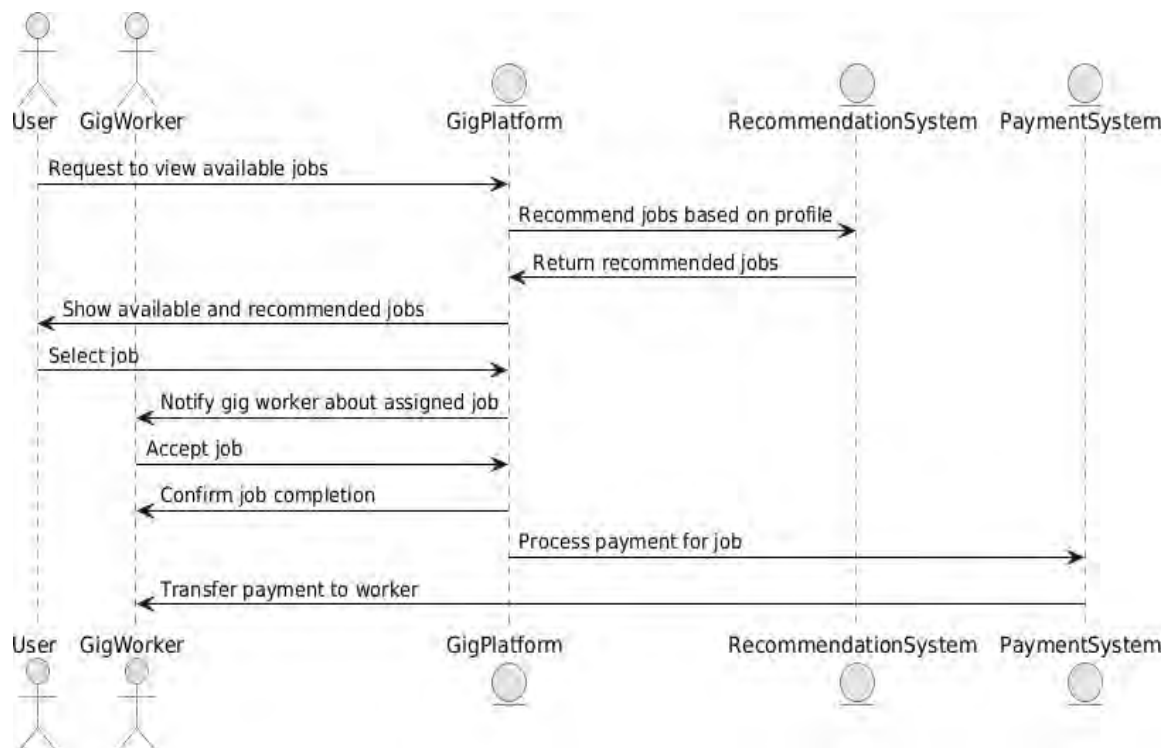 User GigWorker GigPlatform RecommendationSystem PaymentSystem
Request to view available jobs
Recommend jobs based on profile
Return recommended jobs
Show available and recommended jobs
Select job
Notify gig worker about assigned job
Accept job
Confirm job completion
Process payment for job
Transfer payment to worker
User GigWorker GigPlatform RecommendationSystem PaymentSystem